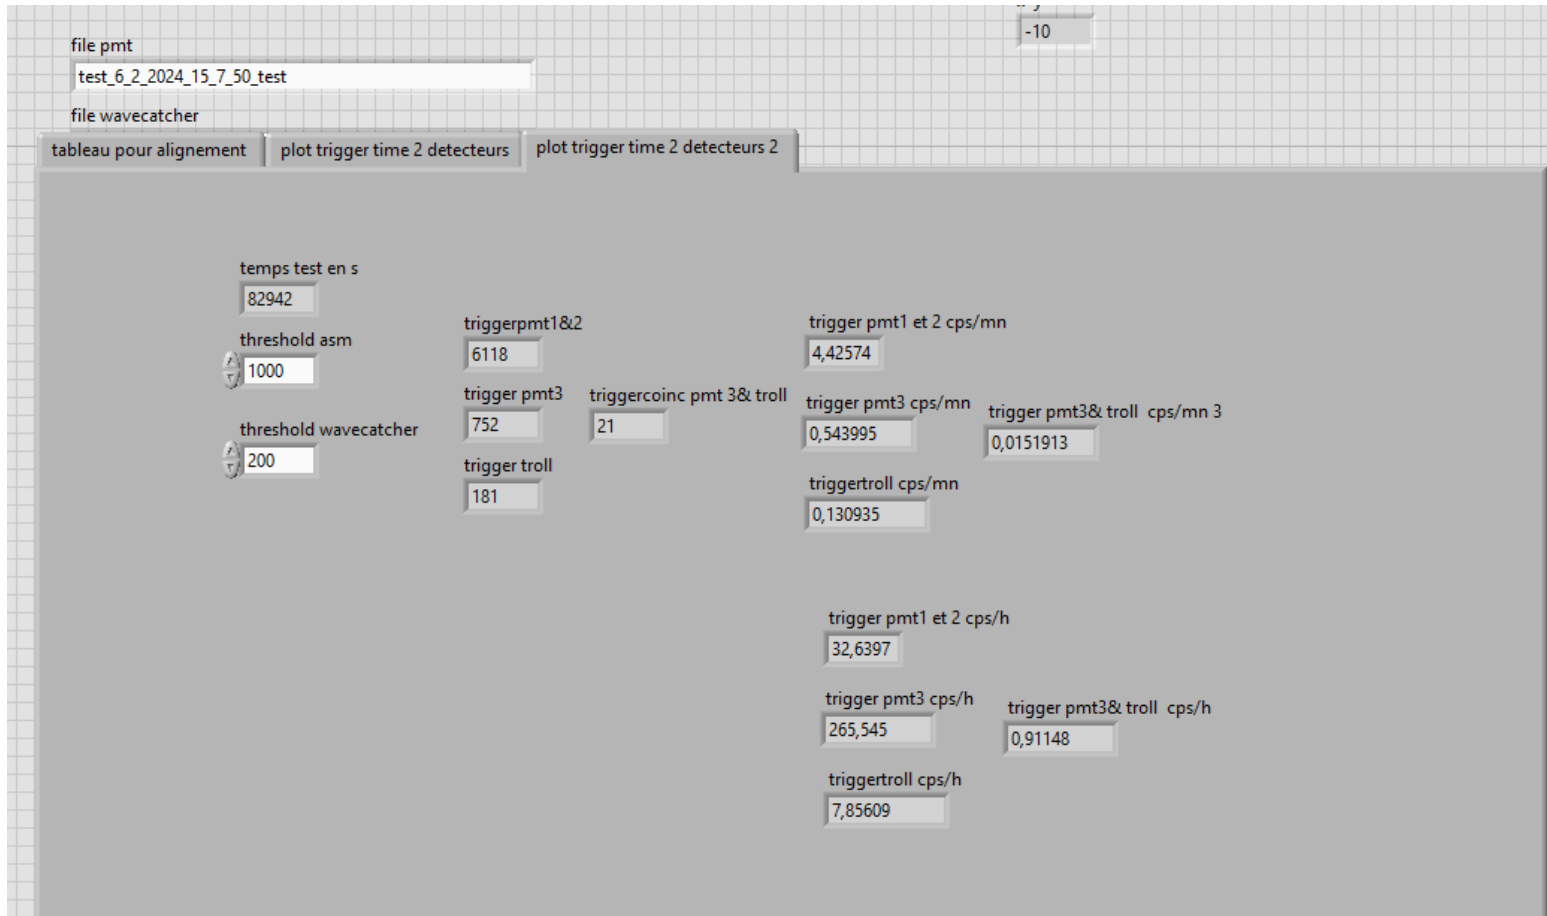 -10
file pmt
test_6_2_2024_15_7_50_test
file wavecatcher
tableau pour alignement
plot trigger time 2 detecteurs
plot trigger time 2 detecteurs 2
temps test en s
82942
threshold asm
1000
threshold wavecatcher
200
triggerpmt1&2
6118
trigger pmt3
752
triggercoinc pmt 3& troll
21
trigger troll
181
trigger pmt1 et 2 cps/mn
4,42574
trigger pmt3 cps/mn
0,543995
trigger pmt3& troll  cps/mn 3
0,0151913
triggertroll cps/mn
0,130935
trigger pmt1 et 2 cps/h
32,6397
trigger pmt3 cps/h
265,545
trigger pmt3& troll  cps/h
0,91148
triggertroll cps/h
7,85609